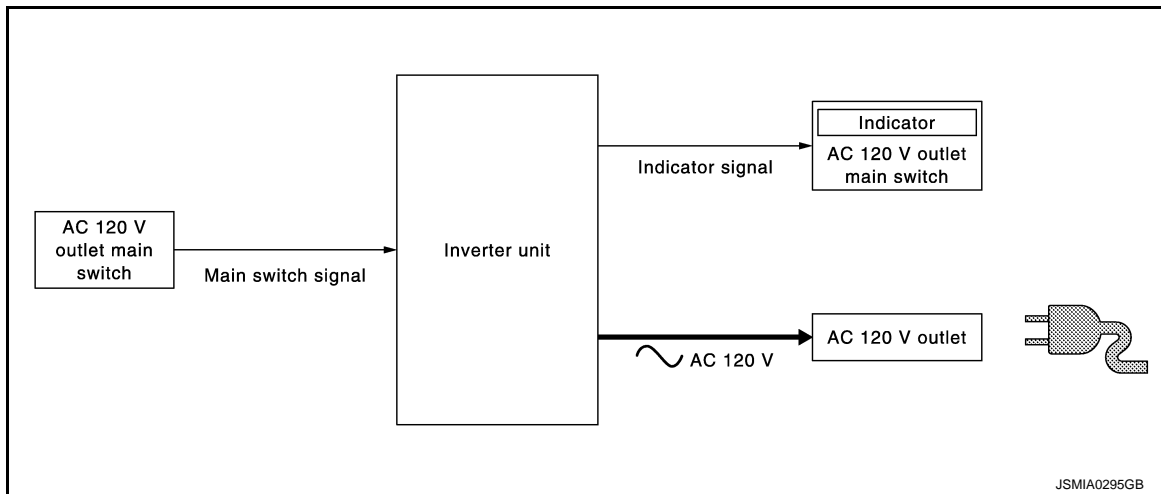 AC 120 V
outlet main
switch
Main switch signal
Inverter unit
Indicator signal
Indicator
AC 120 V outlet
main switch
AC 120 V
AC 120 V outlet
JSMIA0295GB